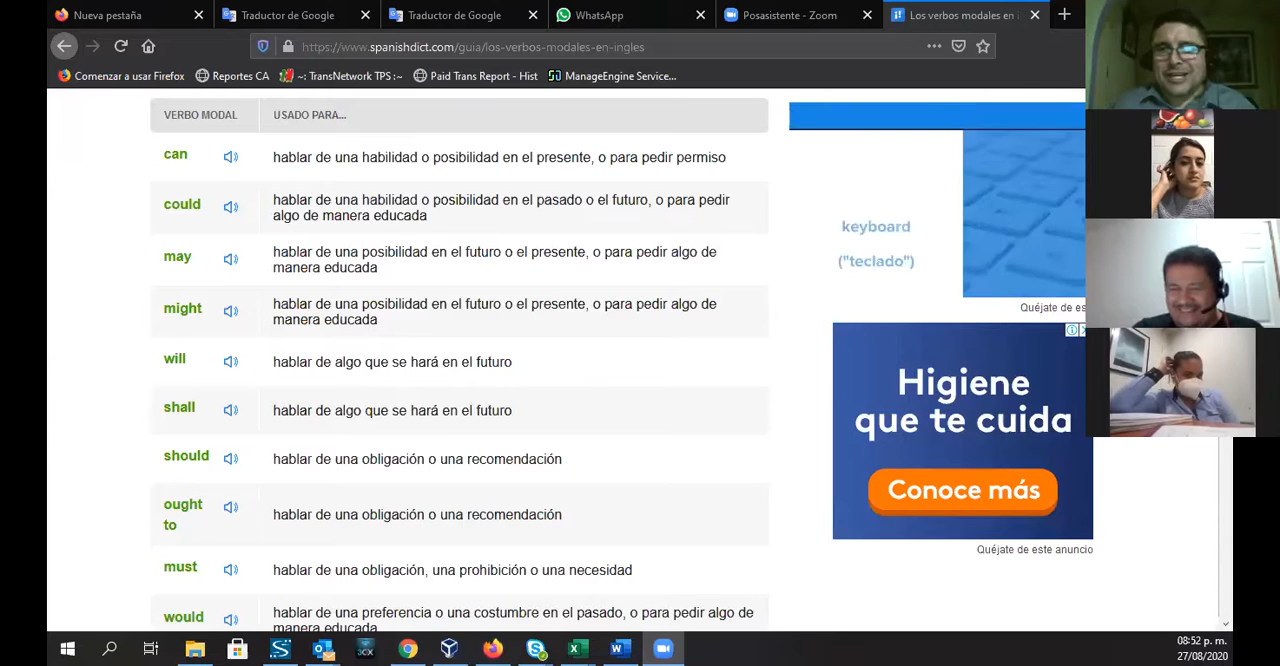 Nueva pestaña
Traductor de Google
Traductor de Google
WhatsApp
Posasistente - Zoom
Los verbos modales en
https://www.spanishdict.com/guia/los-verbos-modales-en-ingles
Comenzar a usar Firefox
Reportes CA
~: TransNetwork TPS :~
Paid Trans Report - Hist
ManageEngine Service...
VERBO MODAL
USADO PARA...
can
hablar de una habilidad o posibilidad en el presente, o para pedir permiso
could
hablar de una habilidad o posibilidad en el pasado o el futuro, o para pedir
algo de manera educada
may
hablar de una posibilidad en el futuro o el presente, o para pedir algo de
manera educada
might
hablar de una posibilidad en el futuro o el presente, o para pedir algo de
manera educada
will
hablar de algo que se hará en el futuro
shall
hablar de algo que se hará en el futuro
should
hablar de una obligación o una recomendación
ought
to
hablar de una obligación o una recomendación
must
hablar de una obligación, una prohibición o una necesidad
would
hablar de una preferencia o una costumbre en el pasado, o para pedir algo de
manera educada
keyboard
("teclado")
Quéjate de es
Higiene
que te cuida
Conoce más
Quéjate de este anuncio
08:52 p. m.
27/08/2020